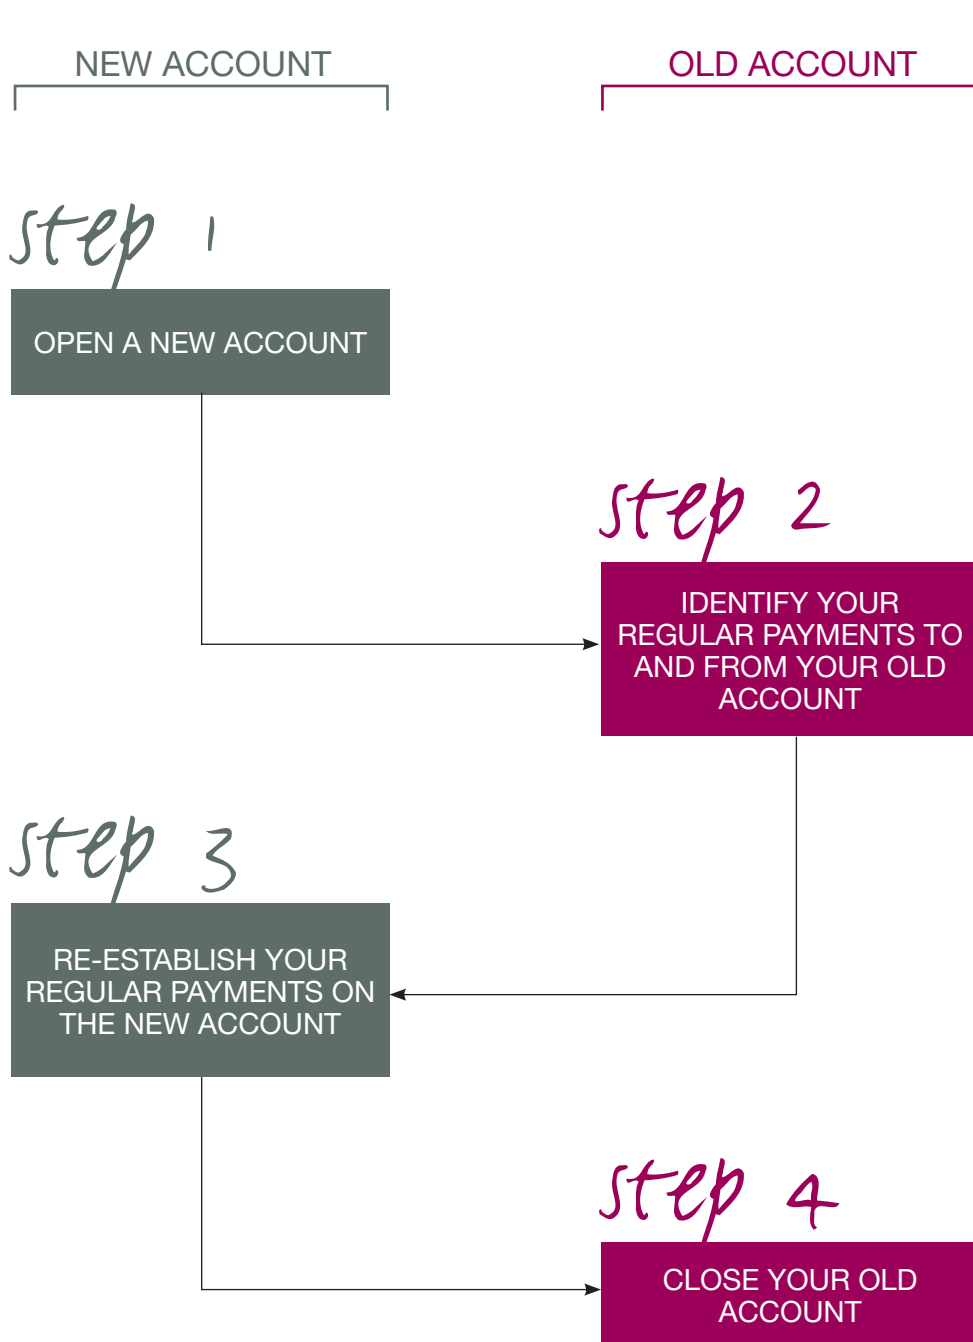 NEW ACCOUNT
OLD ACCOUNT
step 1
OPEN A NEW ACCOUNT
step 2
IDENTIFY YOUR
REGULAR PAYMENTS TO
AND FROM YOUR OLD
ACCOUNT
step 3
RE-ESTABLISH YOUR
REGULAR PAYMENTS ON
THE NEW ACCOUNT
step 4
CLOSE YOUR OLD
ACCOUNT